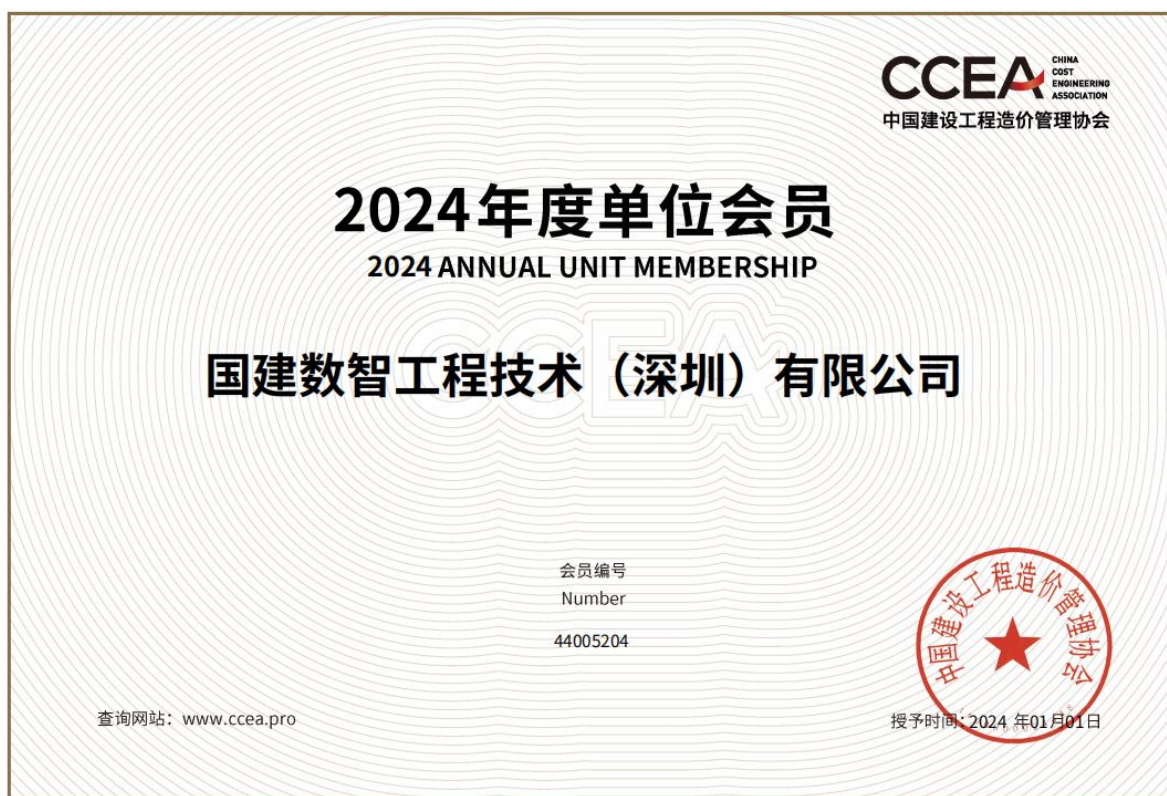 CCEA
CHINA
COST
ENGINEERING
ASSOCIATION
中国建设工程造价管理协会
2024年度单位会员
2024 ANNUAL UNIT MEMBERSHIP
CCEA
国建数智工程技术（深圳）有限公司
会员编号
Number
44005204
中国建设工程造价管理协会
查询网站：www.ccea.pro
授予时间：2024 年01月01日